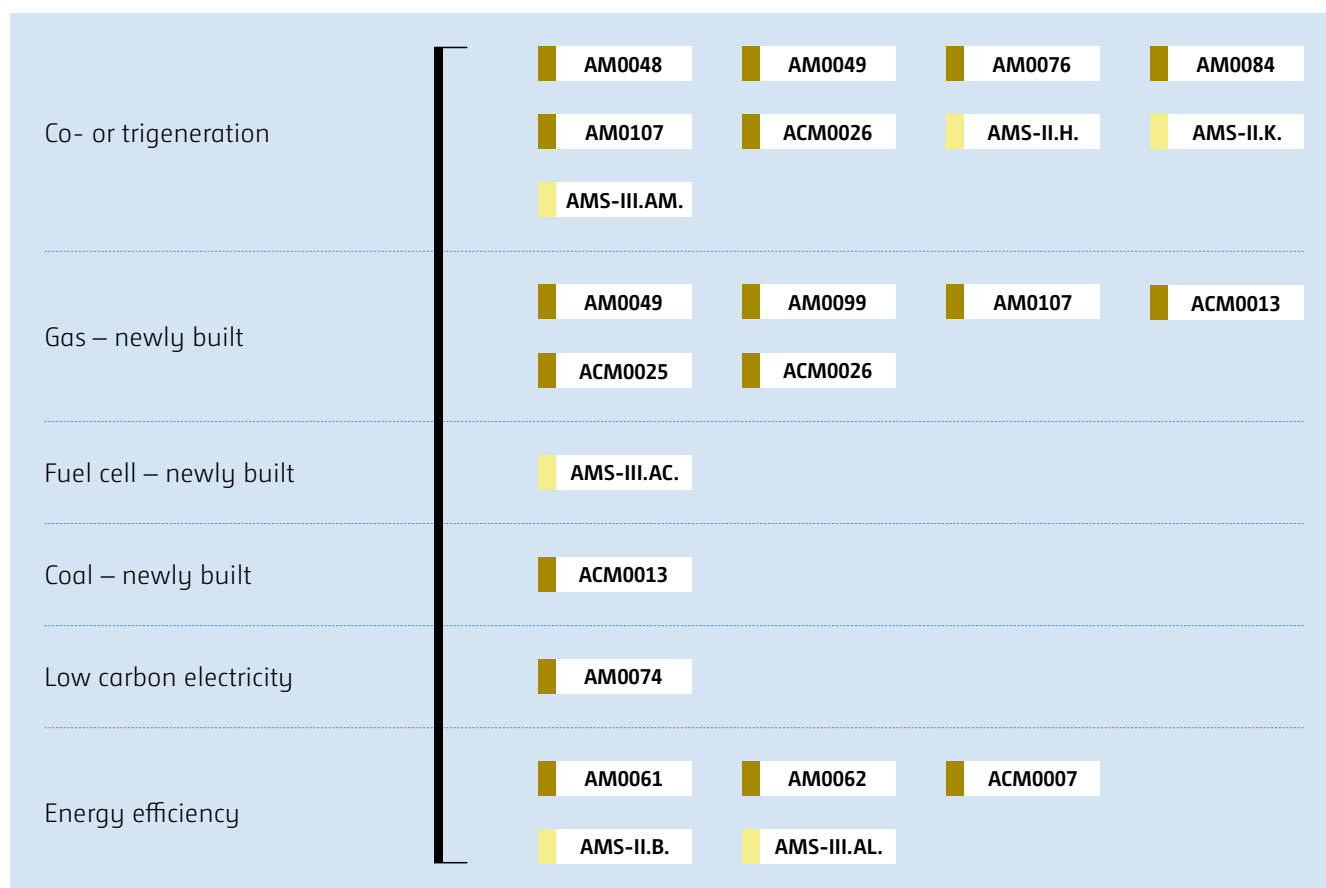 Co- or trigeneration
AM0048 AM0049 AM0076 AM0084
AM0107 ACM0026 AMS-II.H. AMS-II.K.
AMS-III.AM.
Gas – newly built
AM0049 AM0099 AM0107 ACM0013
ACM0025 ACM0026
Fuel cell – newly built
AMS-III.AC.
Coal – newly built
ACM0013
Low carbon electricity
AM0074
Energy efficiency
AM0061 AM0062 ACM0007
AMS-II.B. AMS-III.AL.